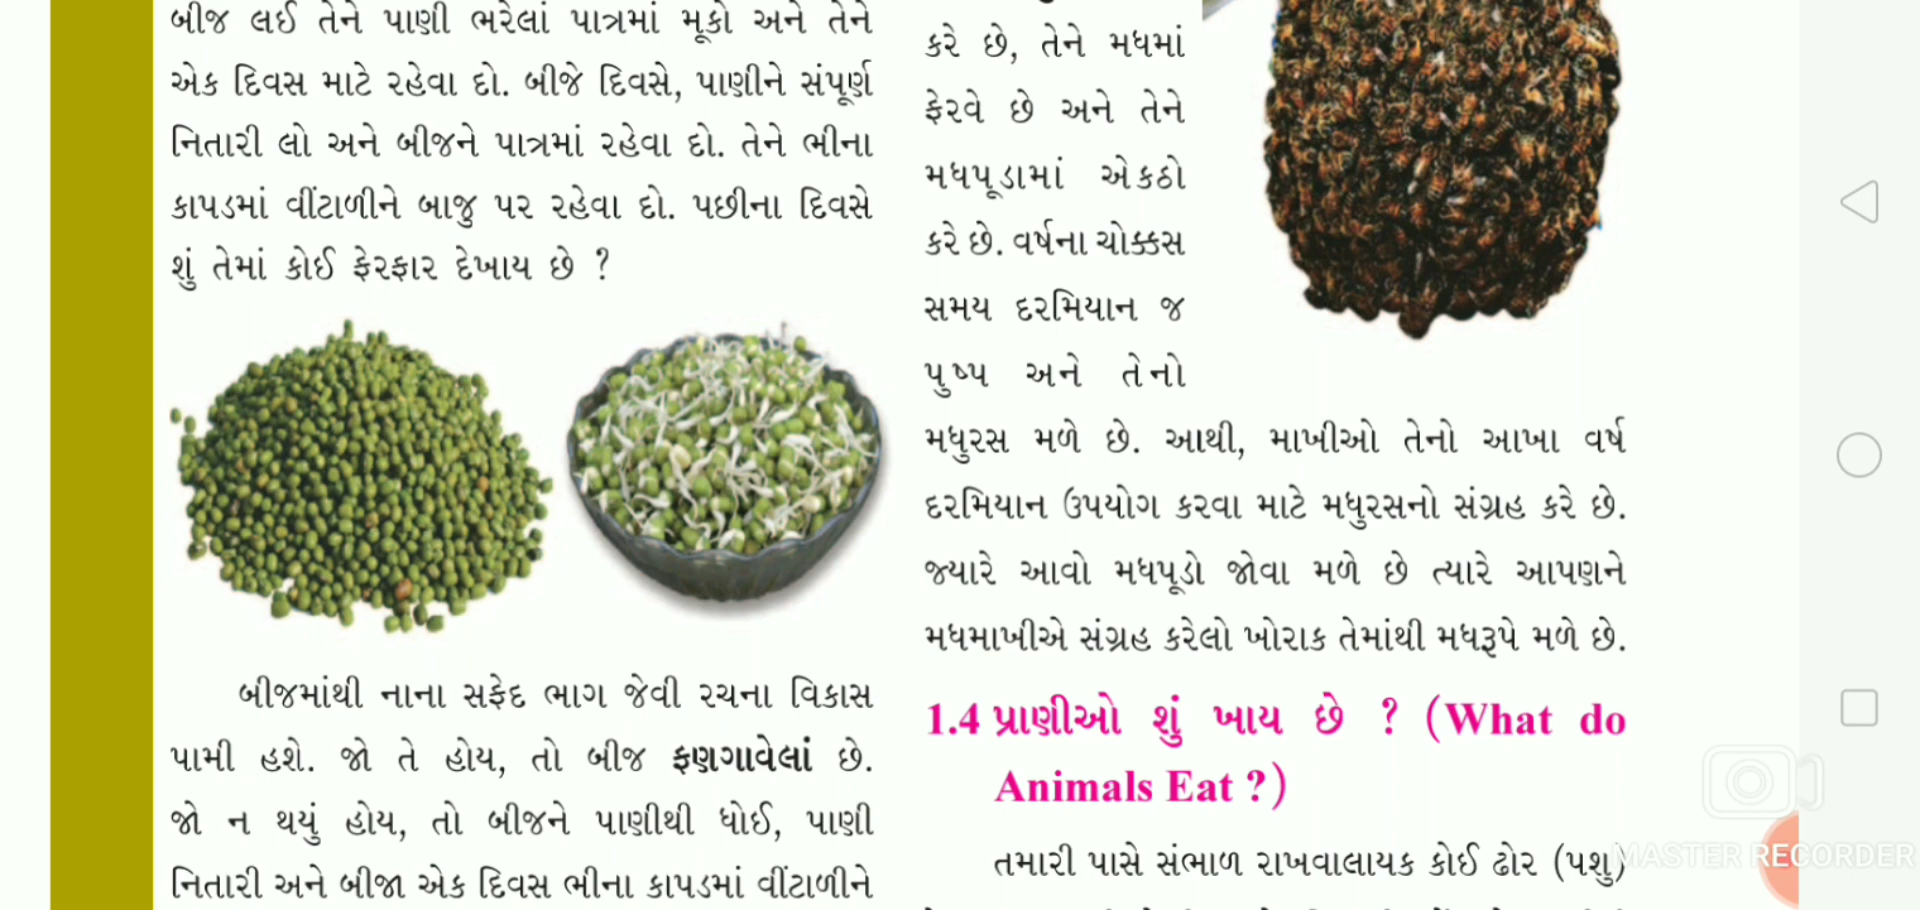 બીજ લઈ તેને પાણી ભરેલાં પાત્રમાં મૂકો અને તેને
એક દિવસ માટે રહેવા દો. બીજે દિવસે, પાણીને સંપૂર્ણ
નિતારી લો અને બીજને પાત્રમાં રહેવા દો. તેને ભીના
કાપડમાં વીંટાળીને બાજુ પર રહેવા દો. પછીના દિવસે
શું તેમાં કોઈ ફેરફાર દેખાય છે ?
બીજમાંથી નાના સફેદ ભાગ જેવી રચના વિકાસ
પામી હશે. જો તે હોય, તો બીજ ફણગાવેલાં છે.
જો ન થયું હોય, તો બીજને પાણીથી ધોઈ, પાણી
નિતારી અને બીજા એક દિવસ ભીના કાપડમાં વીંટાળીને
કરે છે, તેને મધમાં
ફેરવે છે અને તેને
મધપૂડામાં એકઠો
કરે છે. વર્ષના ચોક્કસ
સમય દરમિયાન જ
પુષ્પ અને તેનો
મધુરસ મળે છે. આથી, માખીઓ તેનો આખા વર્ષ
દરમિયાન ઉપયોગ કરવા માટે મધુરસનો સંગ્રહ કરે છે.
જ્યારે આવો મધપૂડો જોવા મળે છે ત્યારે આપણને
મધમાખીએ સંગ્રહ કરેલો ખોરાક તેમાંથી મધરૂપે મળે છે.
1.4 પ્રાણીઓ શું ખાય છે ? (What do
Animals Eat ?)
તમારી પાસે સંભાળ રાખવાલાયક કોઈ ઢોર (પશુ)
MASTER RECORDER